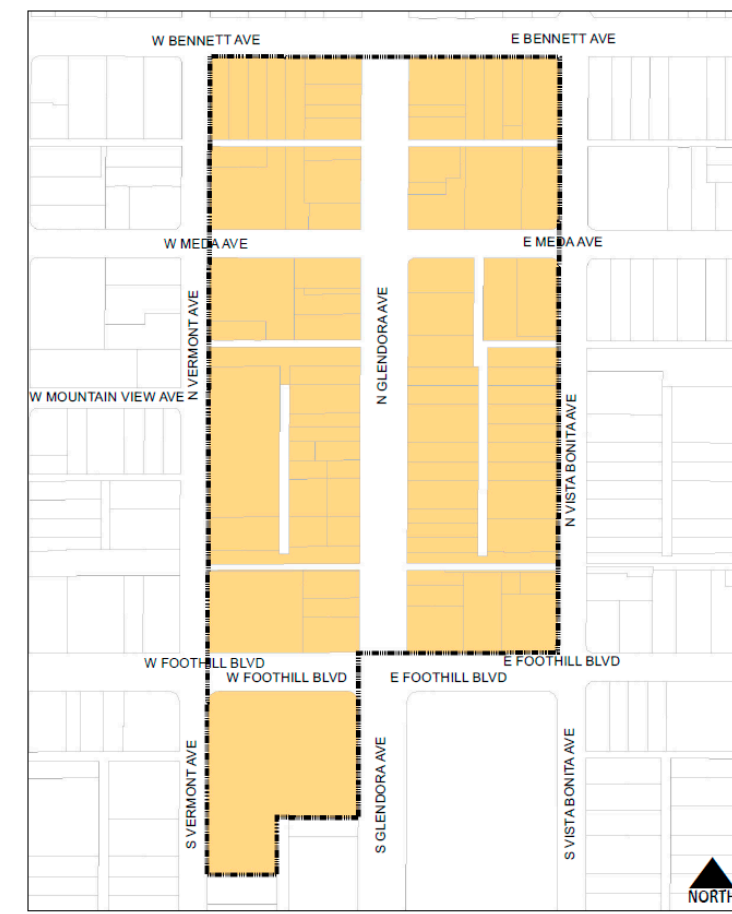 W BENNETT AVE
E BENNETT AVE
W MEDA AVE
E MEDA AVE
N VERMONT AVE
N GLENDORA AVE
W MOUNTAIN VIEW AVE
N VISTA BONITA AVE
W FOOTHILL BLVD
E FOOTHILL BLVD
W FOOTHILL BLVD
E FOOTHILL BLVD
S VERMONT AVE
S GLENDORA AVE
S VISTA BONITA AVE
NORTH